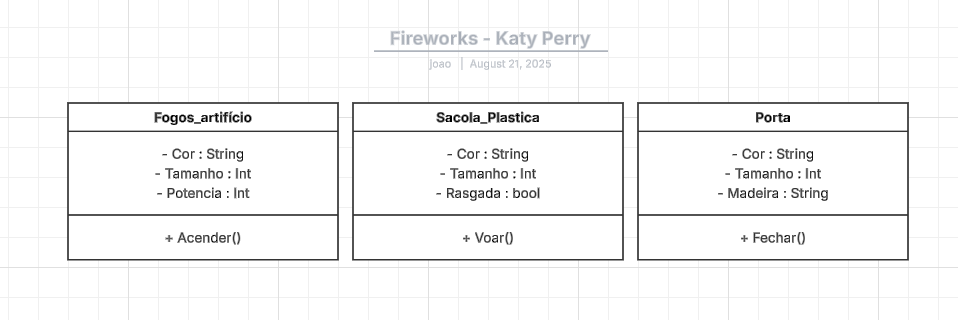 Fireworks - Katy Perry
Joao | August 21, 2025
Fogos_artifício
- Cor : String
- Tamanho : Int
- Potencia : Int
+ Acender()
Sacola_Plastica
- Cor : String
- Tamanho : Int
- Rasgada : bool
+ Voar()
Porta
- Cor : String
- Tamanho : Int
- Madeira : String
+ Fechar()